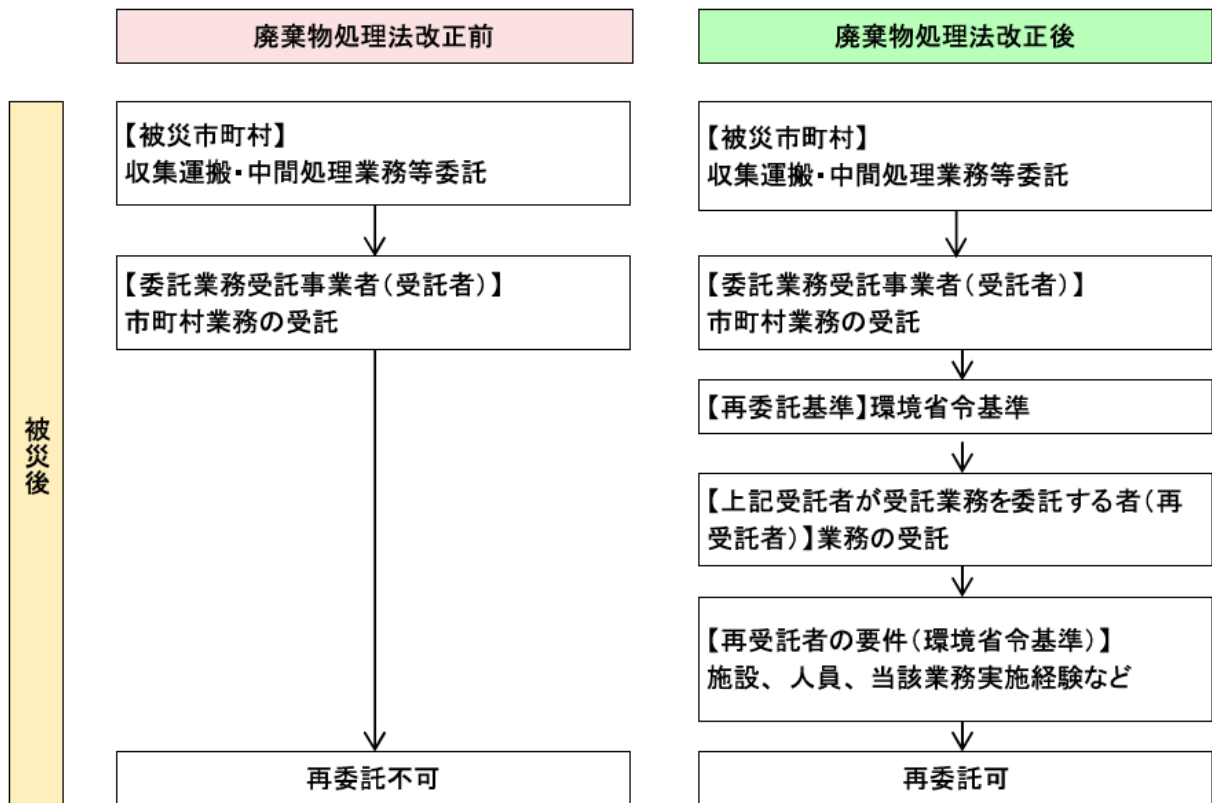 廃棄物処理法改正前
廃棄物処理法改正後
被災後
【被災市町村】
収集運搬・中間処理業務等委託
【委託業務受託事業者(受託者)】
市町村業務の受託
再委託不可
【被災市町村】
収集運搬・中間処理業務等委託
【委託業務受託事業者(受託者)】
市町村業務の受託
【再委託基準】環境省令基準
【上記受託者が受託業務を委託する者(再
受託者)】業務の受託
【再受託者の要件(環境省令基準)】
施設、人員、当該業務実施経験など
再委託可